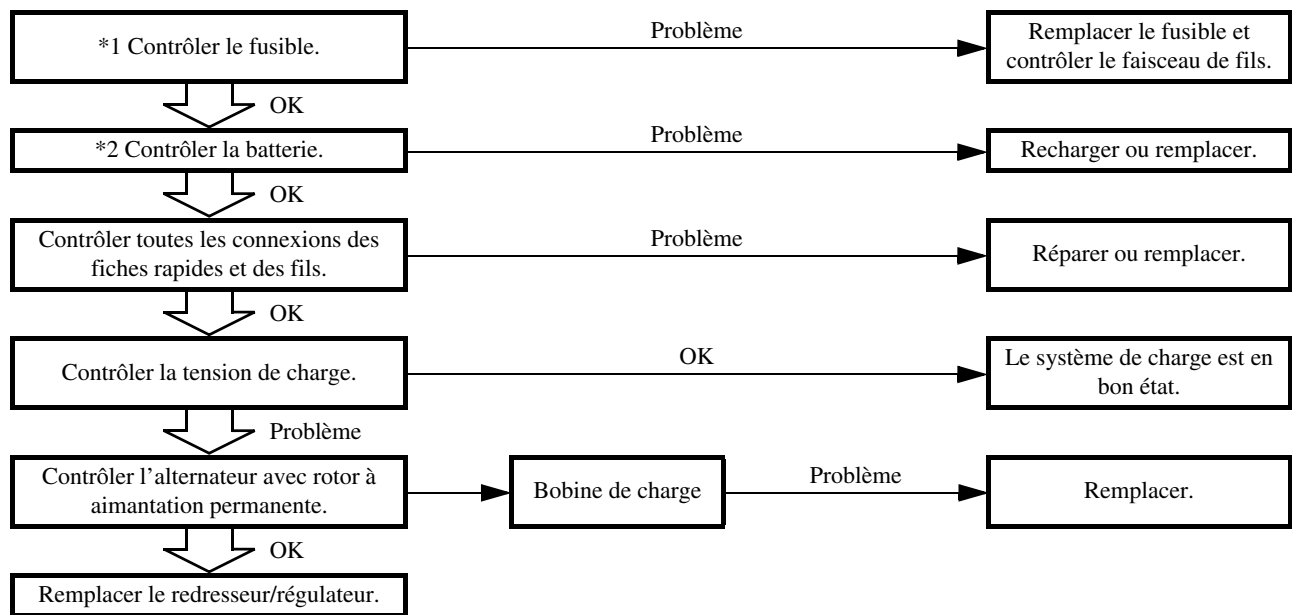 *1 Contrôler le fusible.
Problème
Remplacer le fusible et
contrôler le faisceau de fils.
OK
*2 Contrôler la batterie.
Problème
Recharger ou remplacer.
OK
Contrôler toutes les connexions des
fiches rapides et des fils.
Problème
Réparer ou remplacer.
OK
Contrôler la tension de charge.
OK
Le système de charge est en
bon état.
Problème
Contrôler l’alternateur avec rotor à
aimantation permanente.
Bobine de charge
Problème
Remplacer.
OK
Remplacer le redresseur/régulateur.